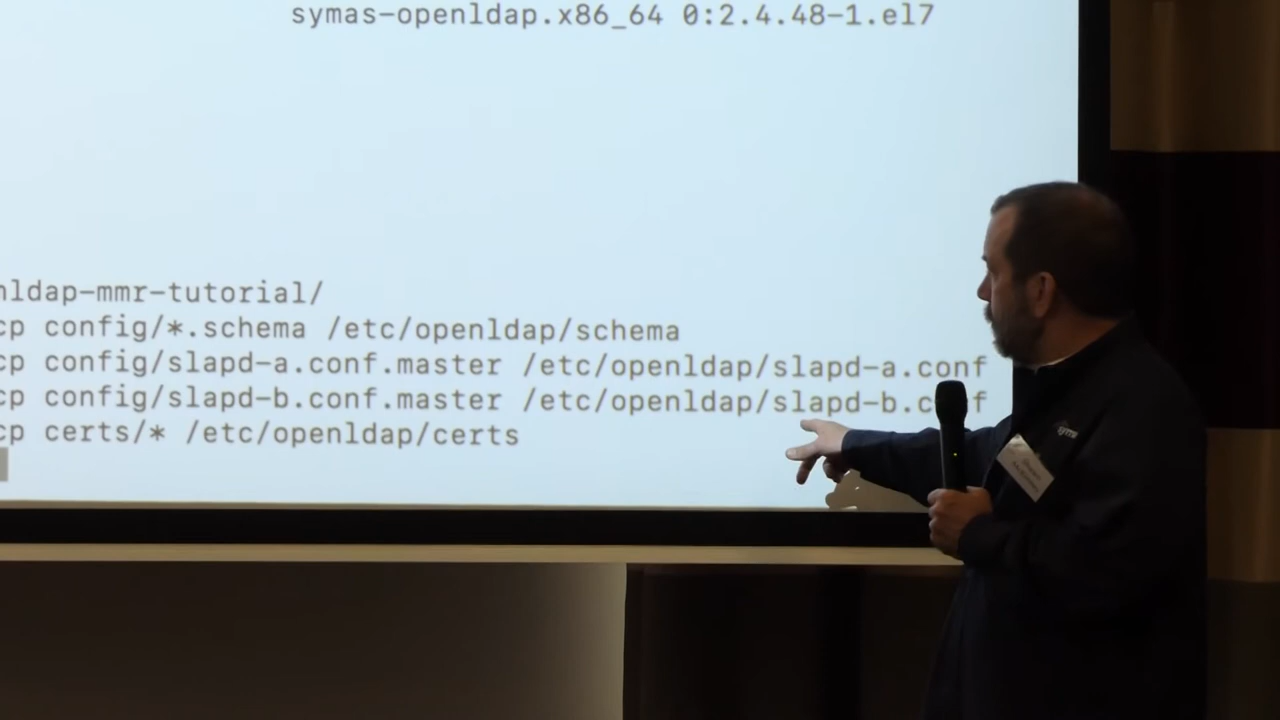 symas-openldap.x86_64 0:2.4.48-1.el7
nldap-mmr-tutorial/
cp config/*.schema /etc/openldap/schema
cp config/slapd-a.conf.master /etc/openldap/slapd-a.conf
cp config/slapd-b.conf.master /etc/openldap/slapd-b.c f
cp certs/* /etc/openldap/certs